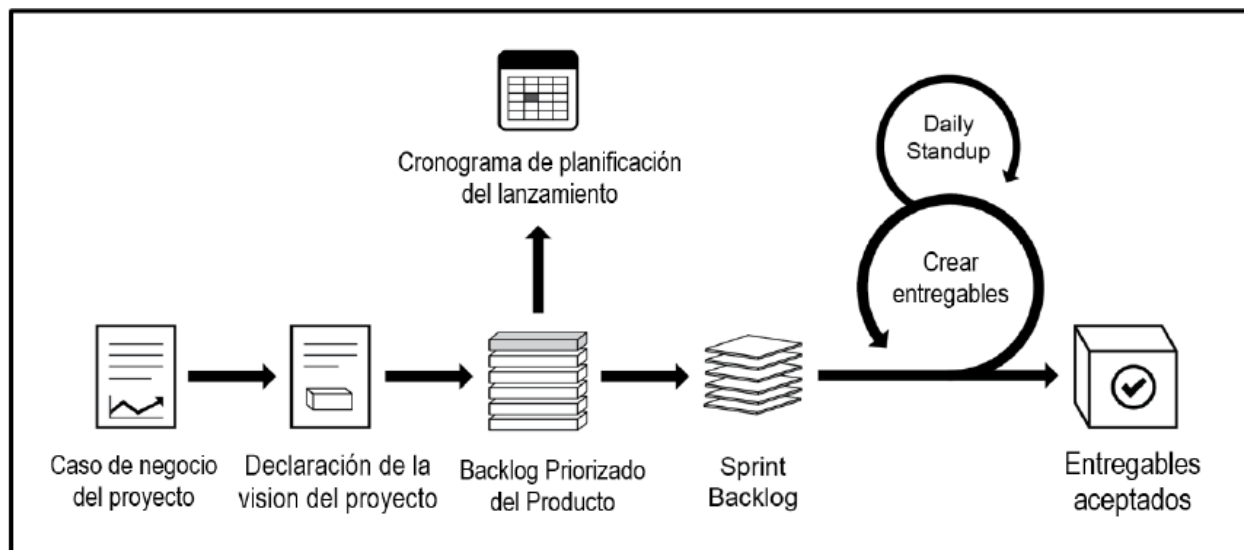 Cronograma de planificación
del lanzamiento
Daily
Standup
Crear
entregables
Caso de negocio
del proyecto
Declaración de la
vision del proyecto
Backlog Priorizado
del Producto
Sprint
Backlog
Entregables
aceptados